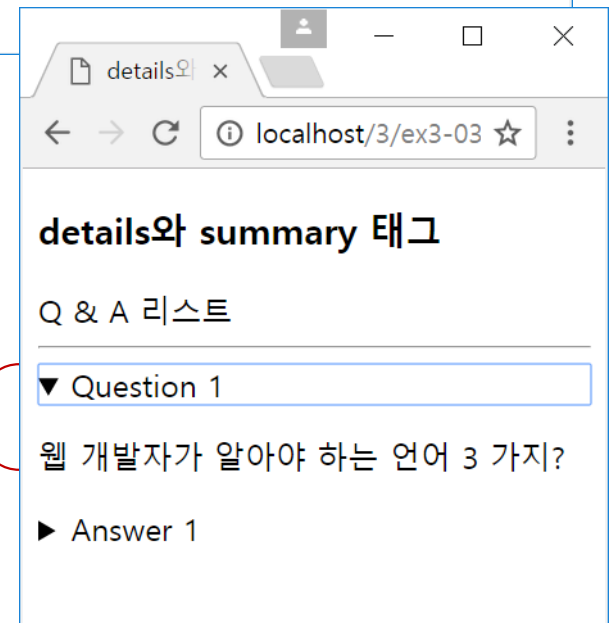 details오
localhost/3/ex3-03
details와 summary 태그
Q & A 리스트
▼ Question 1
웹 개발자가 알아야 하는 언어 3 가지?
▶ Answer 1